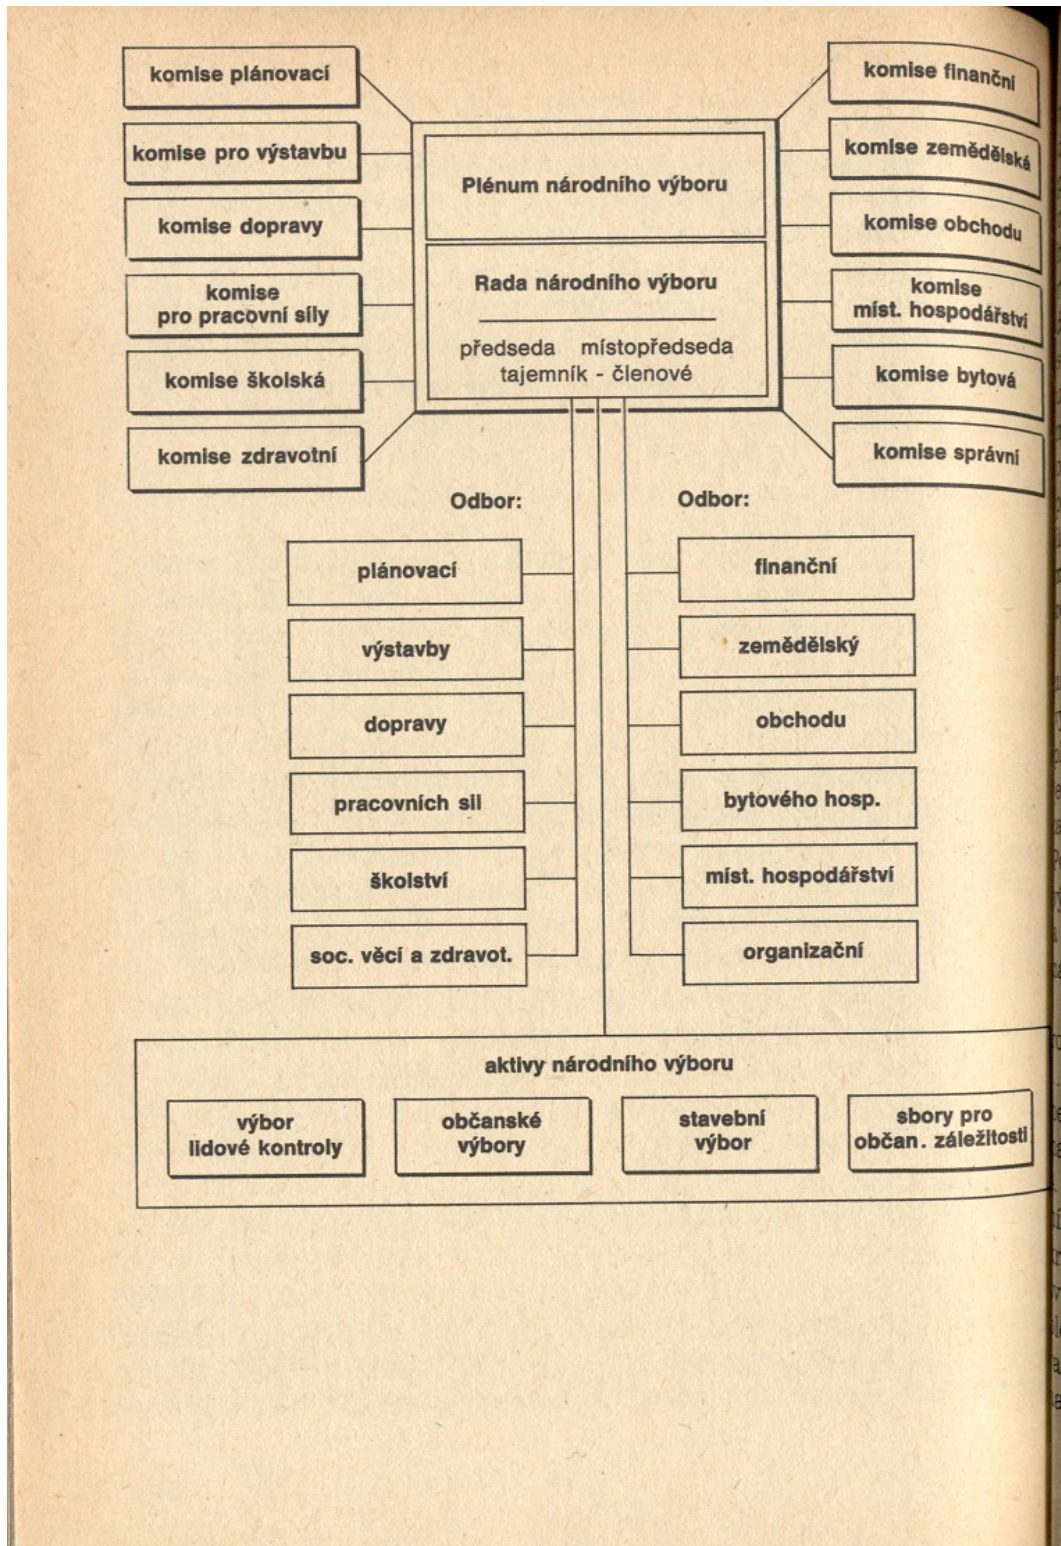 komise plánovací
komise pro výstavbu
komise dopravy
komise
pro pracovní síly
komise školská
komise zdravotní
Plénum národního výboru
Rada národního výboru
předseda místopředseda
tajemník - členové
komise finanční
komise zemědělská
komise obchodu
komise
míst. hospodářství
komise bytová
komise správní
Odbor:
plánovací
výstavby
dopravy
pracovních sil
školství
soc. věcí a zdravot.
Odbor:
finanční
zemědělský
obchodu
bytového hosp.
míst. hospodářství
organizační
aktivy národního výboru
výbor
lidové kontroly
občanské
výbory
stavební
výbor
sbory pro
občan. záležitosti